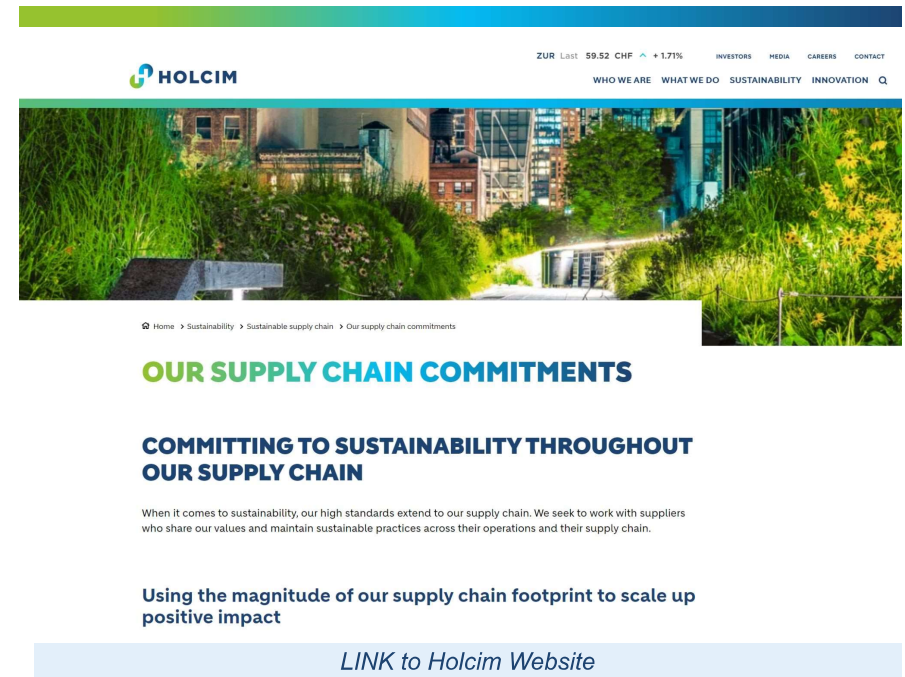 ZUR Last 59.52 CHF + 1.71% INVESTORS MEDIA CAREERS CONTACT
HOLCIM
WHO WE ARE WHAT WE DO SUSTAINABILITY INNOVATION
Home > Sustainability > Sustainable supply chain > Our supply chain commitments
OUR SUPPLY CHAIN COMMITMENTS
COMMITTING TO SUSTAINABILITY THROUGHOUT
OUR SUPPLY CHAIN
When it comes to sustainability, our high standards extend to our supply chain. We seek to work with suppliers
who share our values and maintain sustainable practices across their operations and their supply chain.
Using the magnitude of our supply chain footprint to scale up
positive impact
LINK to Holcim Website